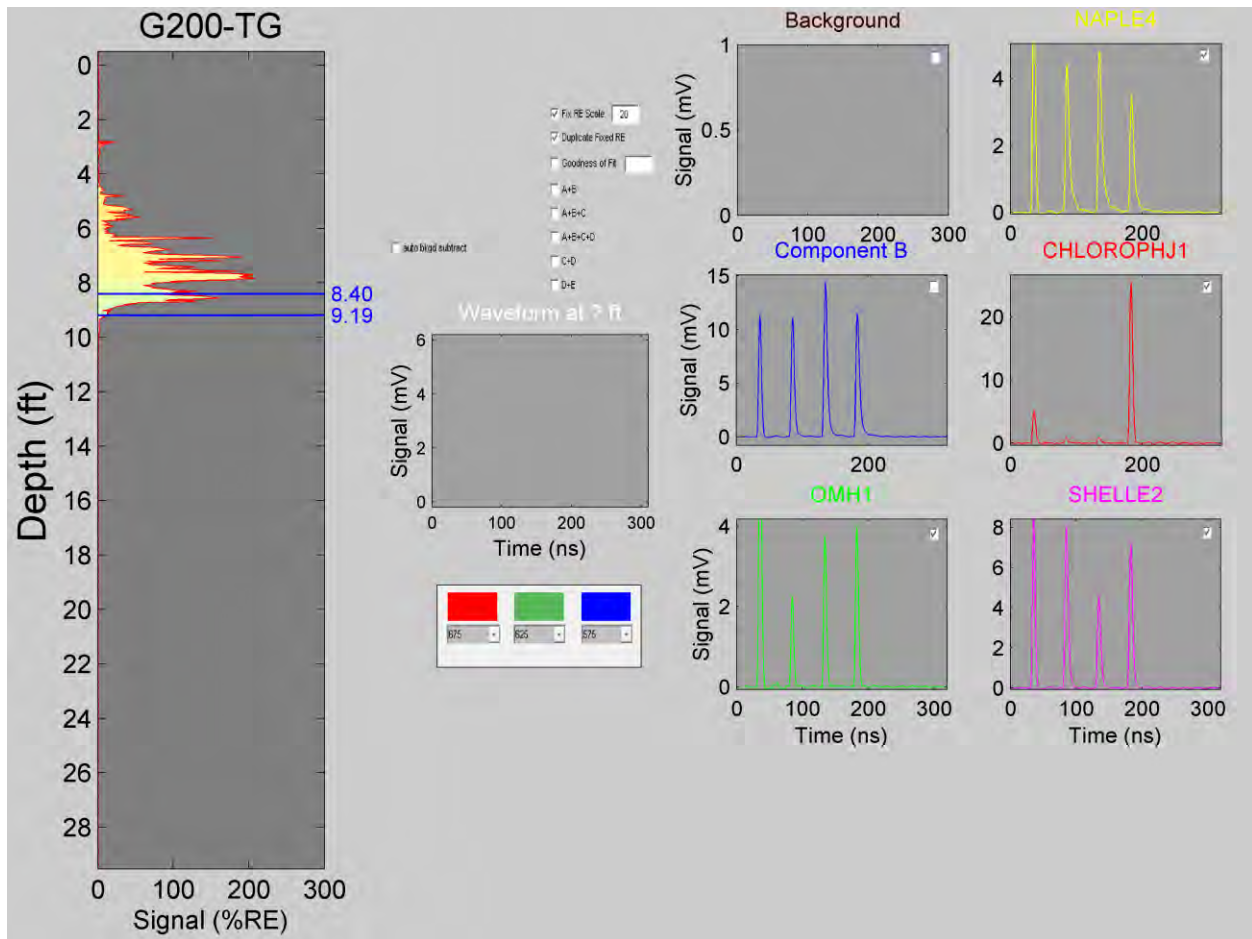 G200-TG
0
2
4
6
8
10
12
14
16
18
20
22
24
26
28
Depth (ft)
8.40
9.19
0 100 200 300
Signal (%RE)
Fix RE Scale 20
Duplicate Fixed RE
Goodness of Fit
A+B
A+B+C
A+B+C+D
C+D
D+E
auto bkgd subtract
Waveform at ? ft
6
4
2
0
Signal (mV)
0 100 200 300
Time (ns)
675 625 575
Background
1
0.5
0
Signal (mV)
0 100 200 300
NAPLE4
4
2
0
0 200
Component B
15
10
5
0
Signal (mV)
0 200
CHLOROPHJ1
20
10
0
0 200
OMH1
4
2
0
Signal (mV)
0 100 200 300
Time (ns)
SHELLE2
8
6
4
2
0
0 100 200 300
Time (ns)